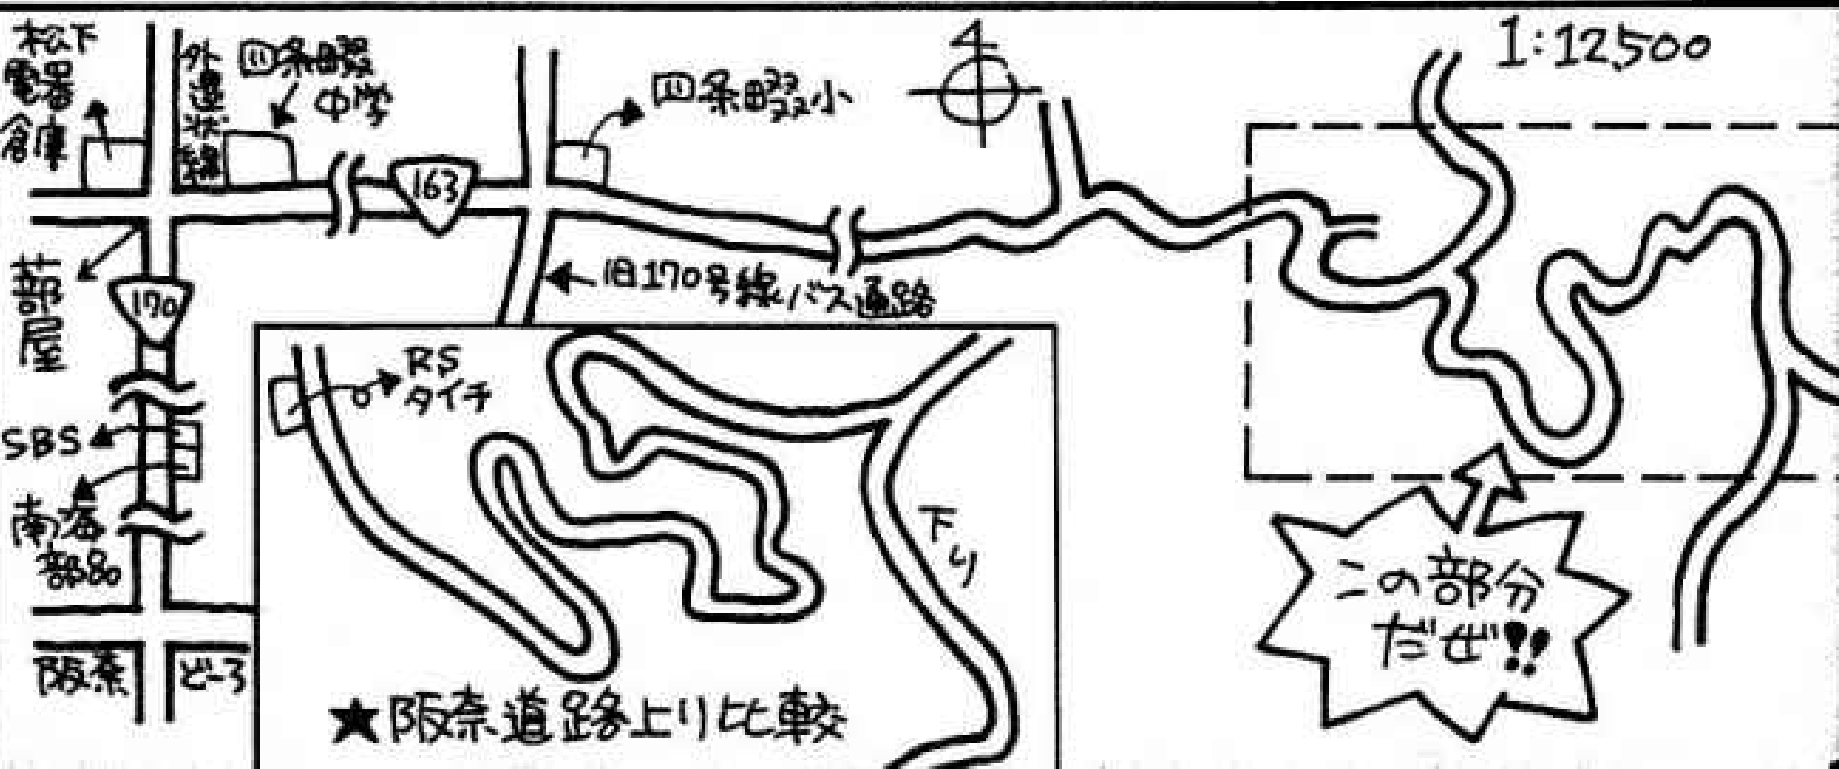 松下
電器
倉庫
外環状線
四条畷
中学
四条畷小
1:12,500
163
蔀屋
170
旧170号線バス通路
SBS
南海
部品
阪奈
どーろ
RS
タイチ
下り
★阪奈道路上り比較
この部分
だぜ!!